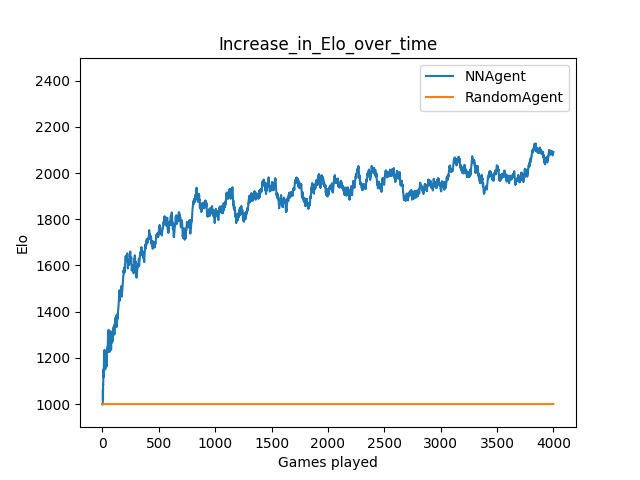 Increase_in_Elo_over_time
NNAgent
RandomAgent
2400
2200
2000
1800
1600
1400
1200
1000
Elo
0 500 1000 1500 2000 2500 3000 3500 4000
Games played